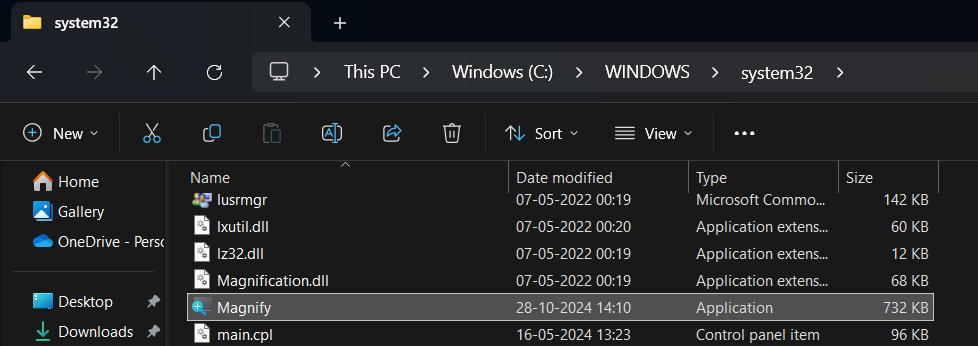 system32
This PC > Windows (C:) > WINDOWS > system32 >
New Sort View
Name Date modified Type Size
Home
Gallery
OneDrive - Perso
Desktop
Downloads
lusrmgr 07-05-2022 00:19 Microsoft Commo... 142 KB
lxutil.dll 07-05-2022 00:20 Application extens... 60 KB
lz32.dll 07-05-2022 00:19 Application extens... 12 KB
Magnification.dll 07-05-2022 00:19 Application extens... 68 KB
Magnify 28-10-2024 14:10 Application 732 KB
main.cpl 16-05-2024 13:23 Control panel item 96 KB